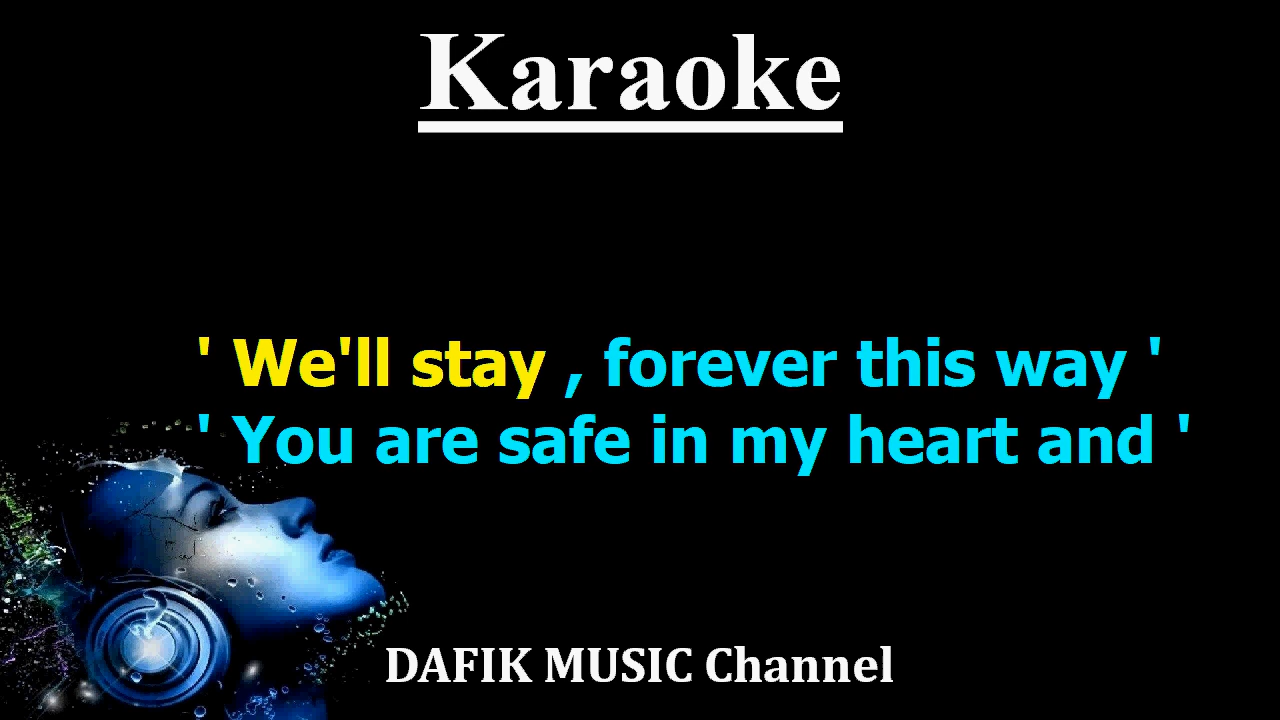 Karaoke
' We'll stay , forever this way '
' You are safe in my heart and '
DAFIK MUSIC Channel